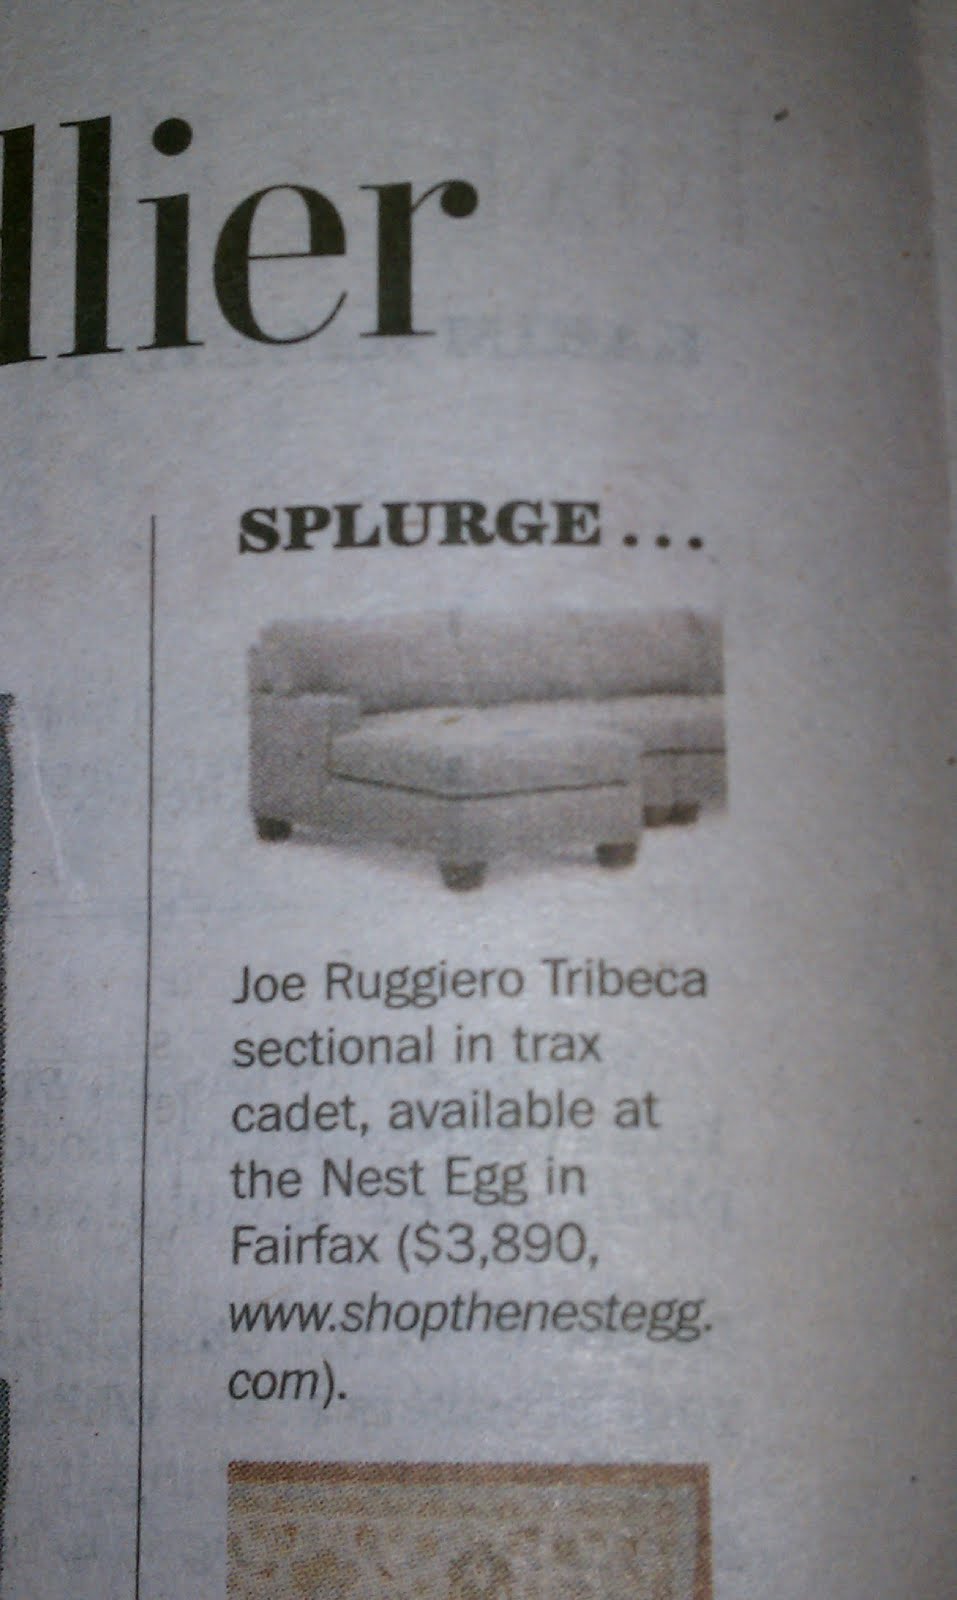 llier
SPLURGE...
Joe Ruggiero Tribeca
sectional in trax
cadet, available at
the Nest Egg in
Fairfax ($3,890,
www.shopthenestegg.
com).